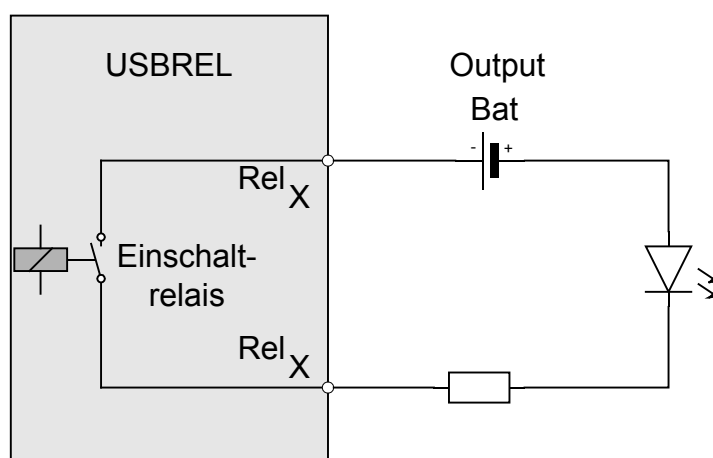 USBREL
Output
Bat
- +
Rel X
Einschalt-
relais
Rel X